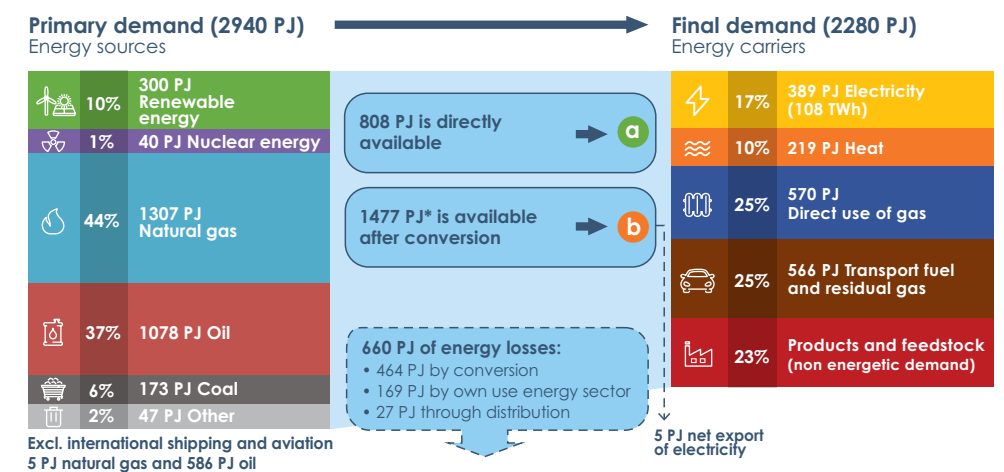 Primary demand (2940 PJ)
Energy sources
Final demand (2280 PJ)
Energy carriers
10%
300 PJ
Renewable
energy
1%
40 PJ Nuclear energy
44%
1307 PJ
Natural gas
37%
1078 PJ Oil
6%
173 PJ Coal
2%
47 PJ Other
Excl. international shipping and aviation
5 PJ natural gas and 586 PJ oil
808 PJ is directly
available
a
1477 PJ* is available
after conversion
b
660 PJ of energy losses:
• 464 PJ by conversion
• 169 PJ by own use energy sector
• 27 PJ through distribution
5 PJ net export
of electricity
17%
389 PJ Electricity
(108 TWh)
10%
219 PJ Heat
25%
570 PJ
Direct use of gas
25%
566 PJ Transport fuel
and residual gas
23%
Products and feedstock
(non energetic demand)